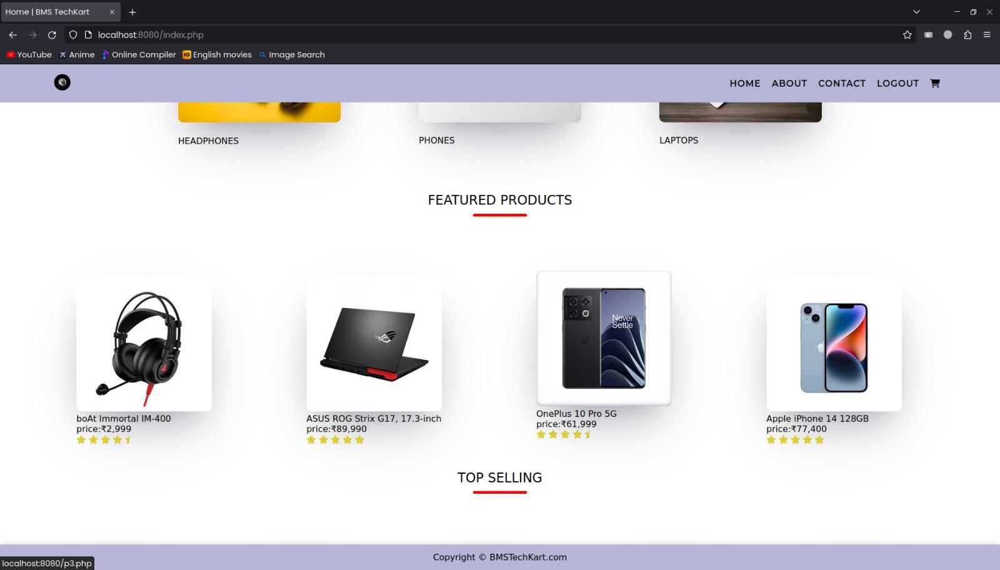 Home | BMS TechKart
localhost:8080/index.php
YouTube Anime HD Online Compiler English movies Image Search
HOME ABOUT CONTACT LOGOUT
HEADPHONES PHONES LAPTOPS
FEATURED PRODUCTS
Never
Settle
boAt Immortal IM-400
price:₹2,999
ASUS ROG Strix G17, 17.3-inch
price:₹89,990
OnePlus 10 Pro 5G
price:₹61,999
Apple iPhone 14 128GB
price:₹77,400
TOP SELLING
Copyright © BMSTechKart.com
localhost:8080/p3.php